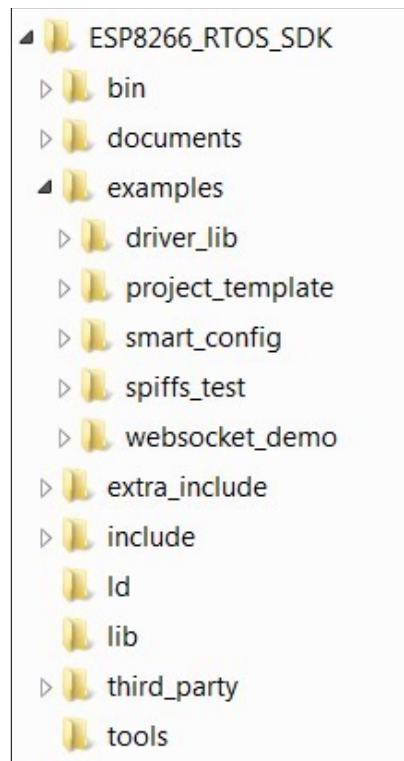 ESP8266_RTOS_SDK
bin
documents
examples
driver_lib
project_template
smart_config
spiffs_test
websocket_demo
extra_include
include
ld
lib
third_party
tools